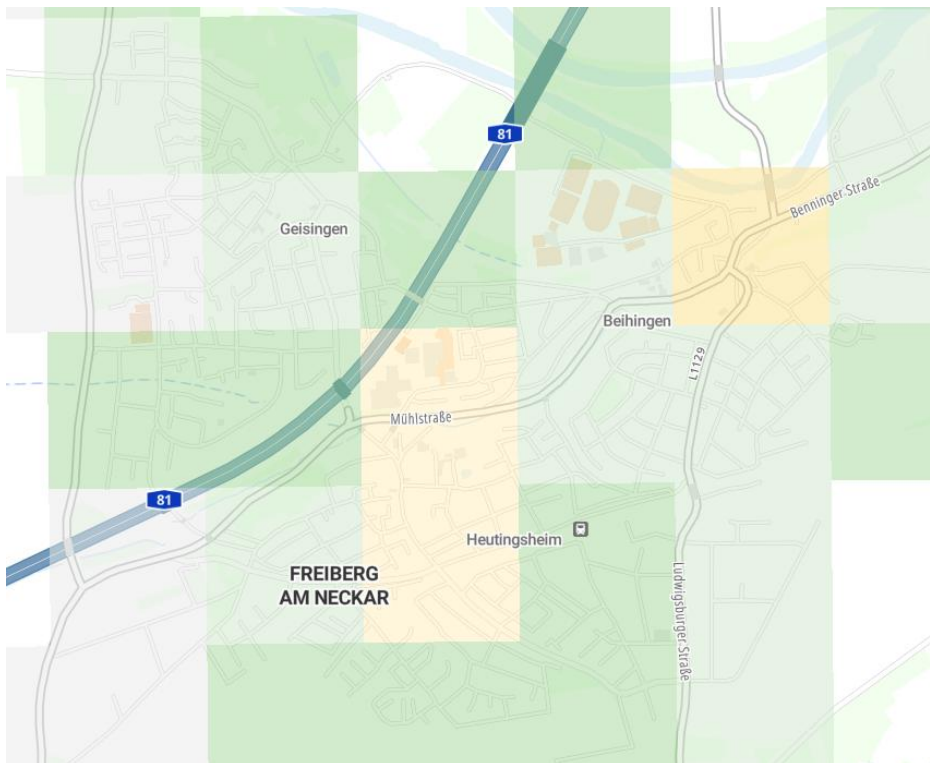 81
Benninger Straße
Geisingen
Beihingen
L1129
Mühlstraße
81
Heutingsheim
FREIBERG
AM NECKAR
Ludwigsburger Straße